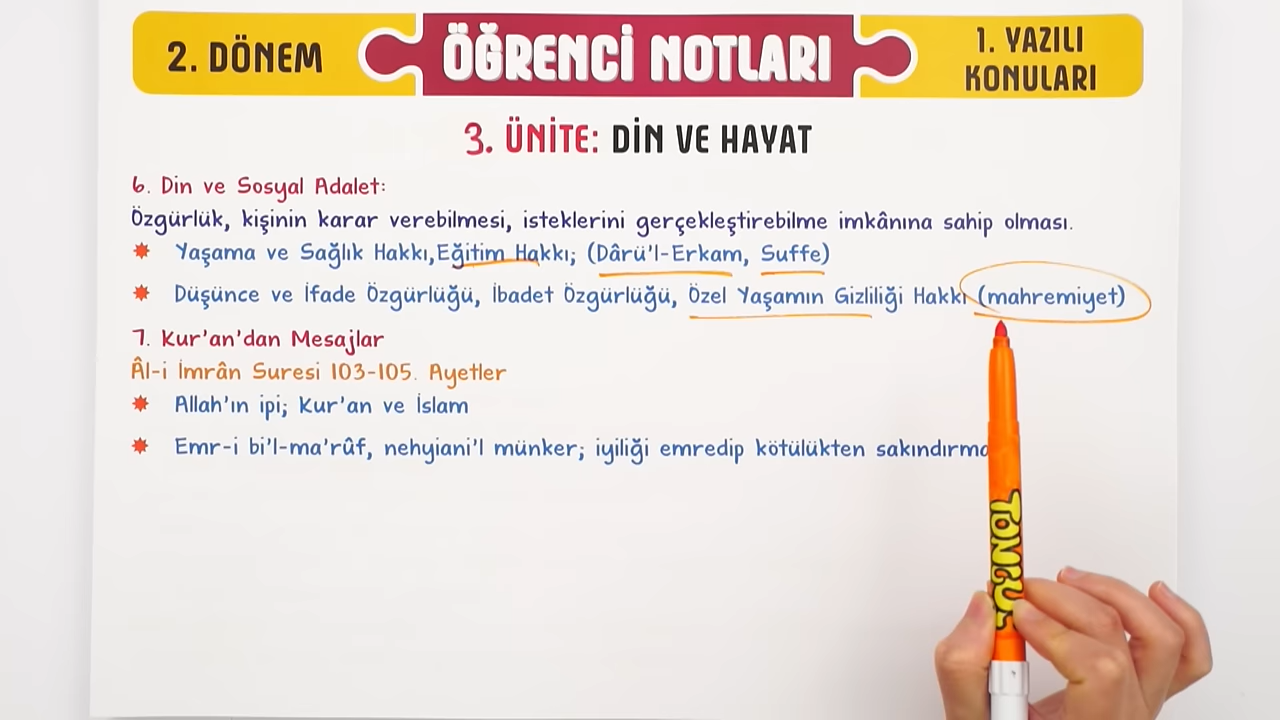 2. DÖNEM
ÖĞRENCİ NOTLARI
1. YAZILI
KONULARI
3. ÜNİTE: DİN VE HAYAT
6. Din ve Sosyal Adalet:
Özgürlük, kişinin karar verebilmesi, isteklerini gerçekleştirebilme imkânına sahip olması.
Yaşama ve Sağlık Hakkı,Eğitim Hakkı; (Dârü'l-Erkam, Suffe)
Düşünce ve İfade Özgürlüğü, İbadet Özgürlüğü, Özel Yaşamın Gizliliği Hakkı (mahremiyet)
7. Kur'an'dan Mesajlar
Âl-i İmrân Suresi 103-105. Ayetler
Allah'ın ipi; Kur'an ve İslam
Emr-i bi'l-ma'rûf, nehyiani'l münker; iyiliği emredip kötülükten sakındırma
TONGUÇ